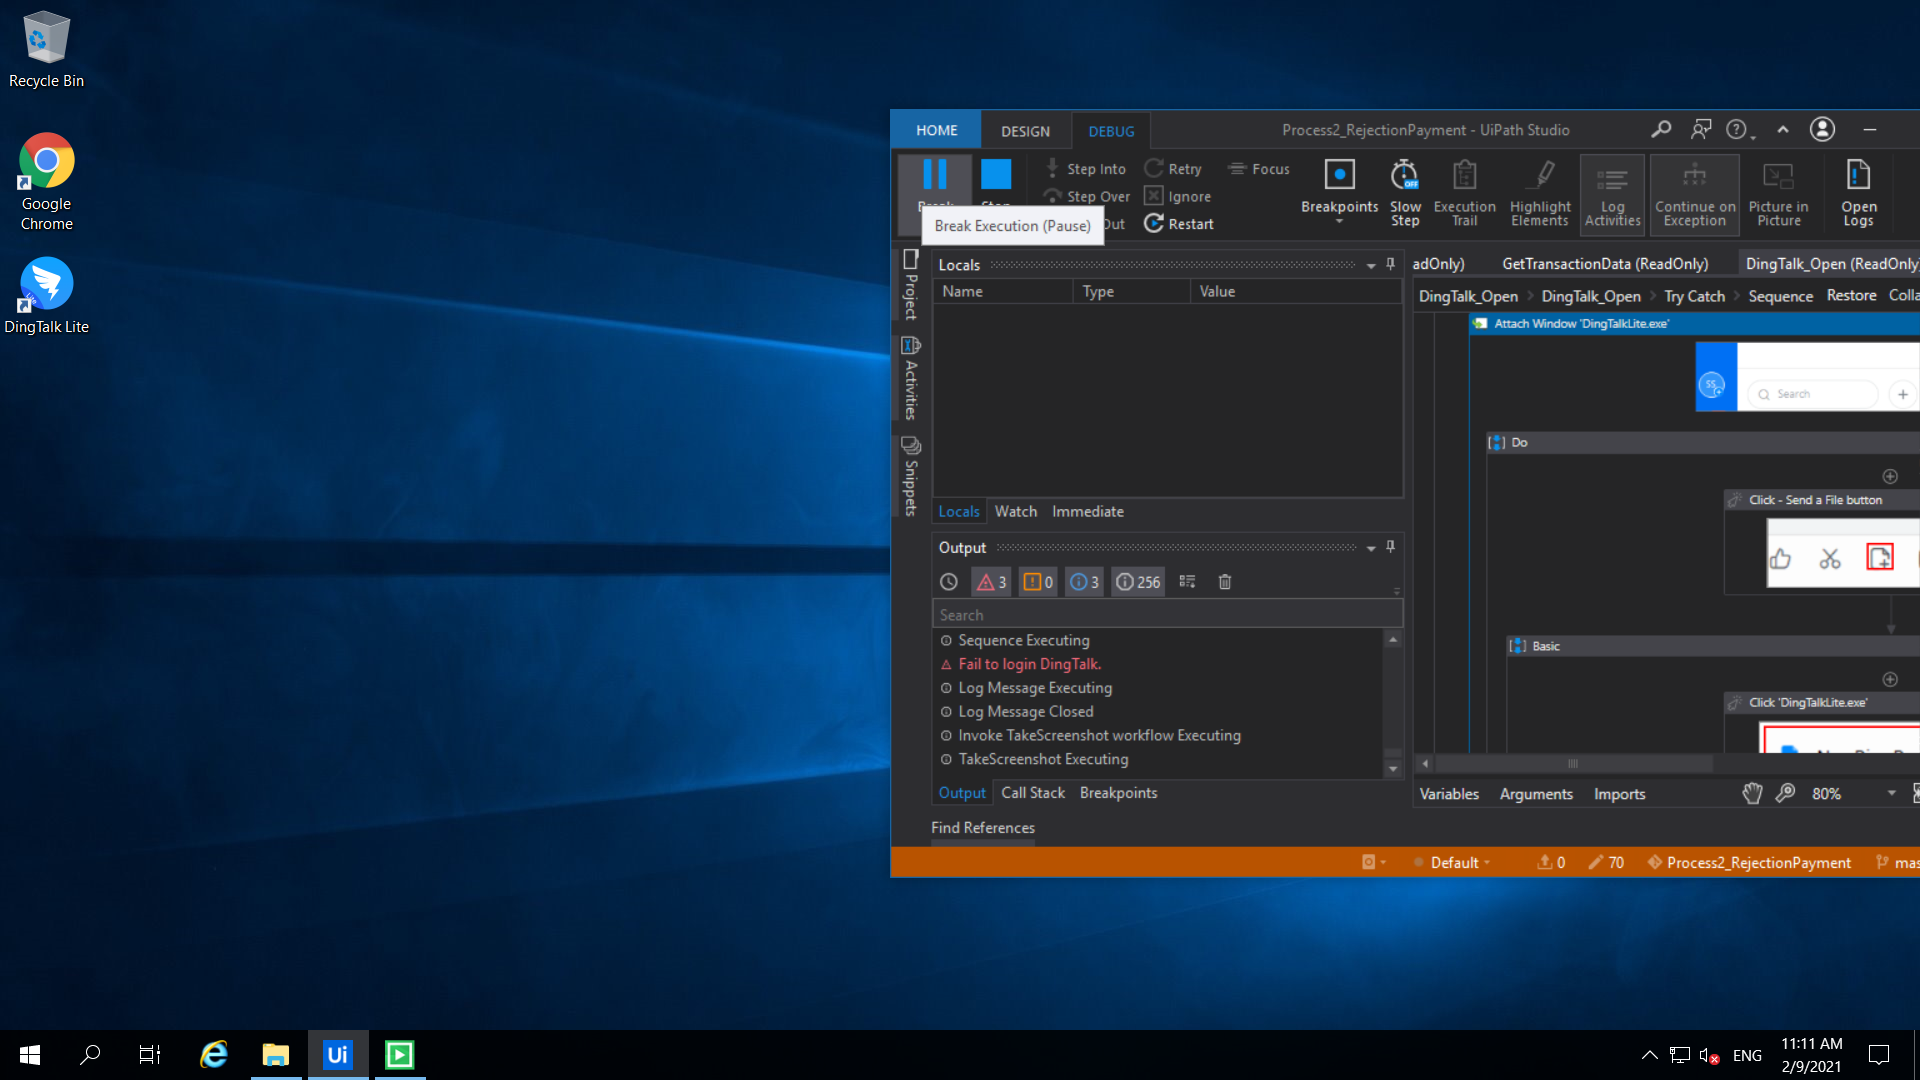 Recycle Bin
Google
Chrome
DingTalk Lite
HOME
DESIGN
DEBUG
Process2_RejectionPayment - UiPath Studio
Step Into
Retry
Focus
Step Over
Ignore
Out
Restart
Break Execution (Pause)
Breakpoints
Slow
Step
OFF
Execution
Trail
Highlight
Elements
Log
Activities
Continue on
Exception
Picture in
Picture
Open
Logs
Project
Activities
Snippets
Locals
Name
Type
Value
Locals
Watch
Immediate
Output
3
0
3
256
Search
Sequence Executing
Fail to login DingTalk.
Log Message Executing
Log Message Closed
Invoke TakeScreenshot workflow Executing
TakeScreenshot Executing
Output
Call Stack
Breakpoints
Find References
adOnly)
GetTransactionData (ReadOnly)
DingTalk_Open (ReadOnly)
DingTalk_Open
DingTalk_Open
Try Catch
Sequence
Restore
Colla
Attach Window 'DingTalkLite.exe'
SS
Search
Do
Click - Send a File button
Basic
Click 'DingTalkLite.exe'
Variables
Arguments
Imports
80%
Default
0
70
Process2_RejectionPayment
mas
Ui
ENG
11:11 AM
2/9/2021